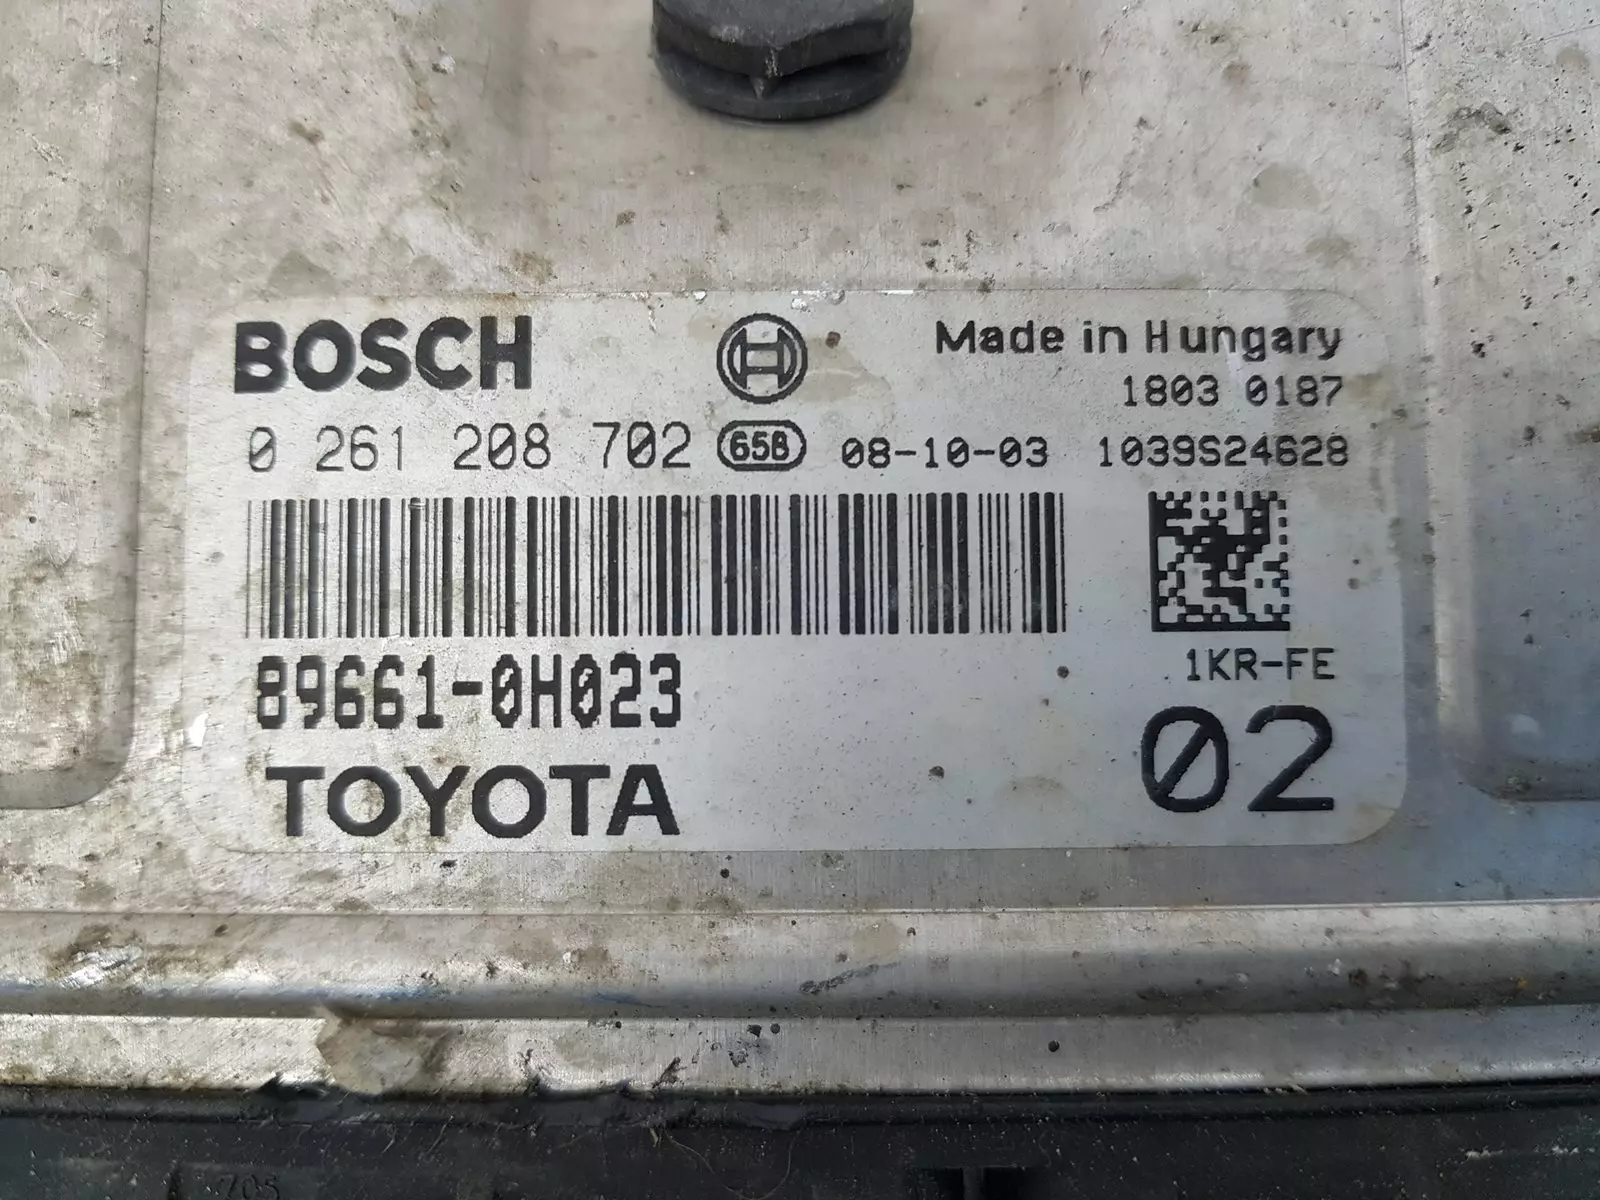 BOSCH
Made in Hungary
1803 0187
0 261 208 702 65B 08-10-03 1039S24628
89661-0H023
1KR-FE
TOYOTA
02